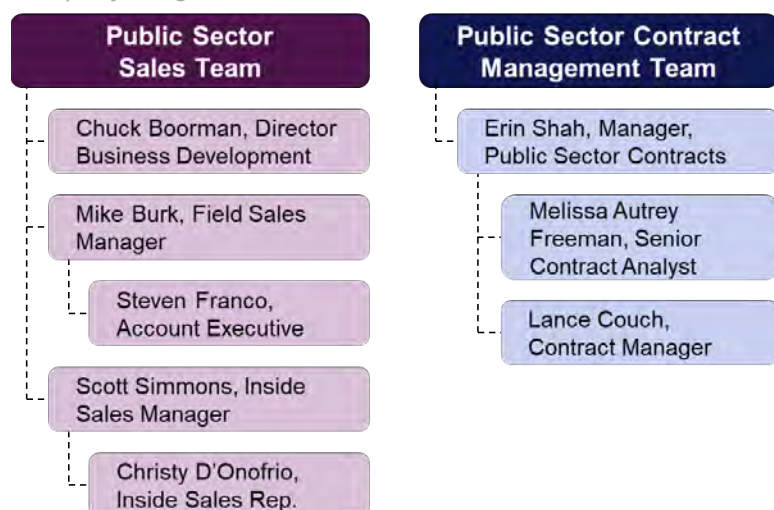 Public Sector
Sales Team
Chuck Boorman, Director
Business Development
Mike Burk, Field Sales
Manager
Steven Franco,
Account Executive
Scott Simmons, Inside
Sales Manager
Christy D’Onofrio,
Inside Sales Rep.
Public Sector Contract
Management Team
Erin Shah, Manager,
Public Sector Contracts
Melissa Autrey
Freeman, Senior
Contract Analyst
Lance Couch,
Contract Manager